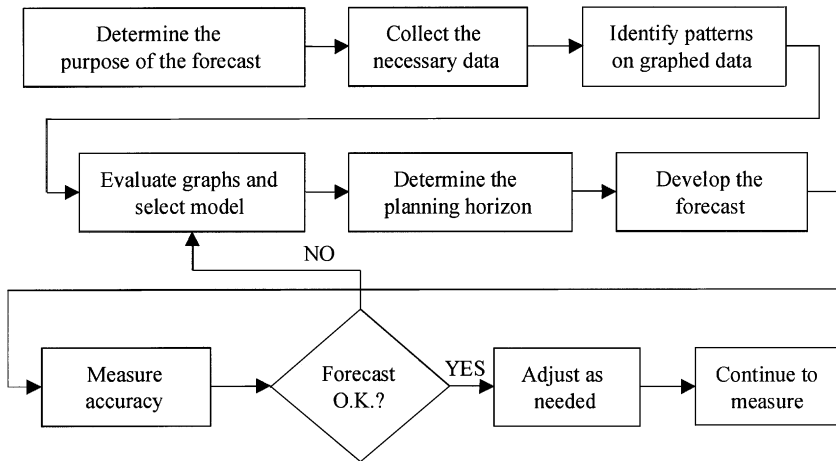 Determine the
purpose of the forecast
Collect the
necessary data
Identify patterns
on graphed data
Evaluate graphs and
select model
Determine the
planning horizon
Develop the
forecast
NO
Measure
accuracy
Forecast
O.K.?
YES
Adjust as
needed
Continue to
measure